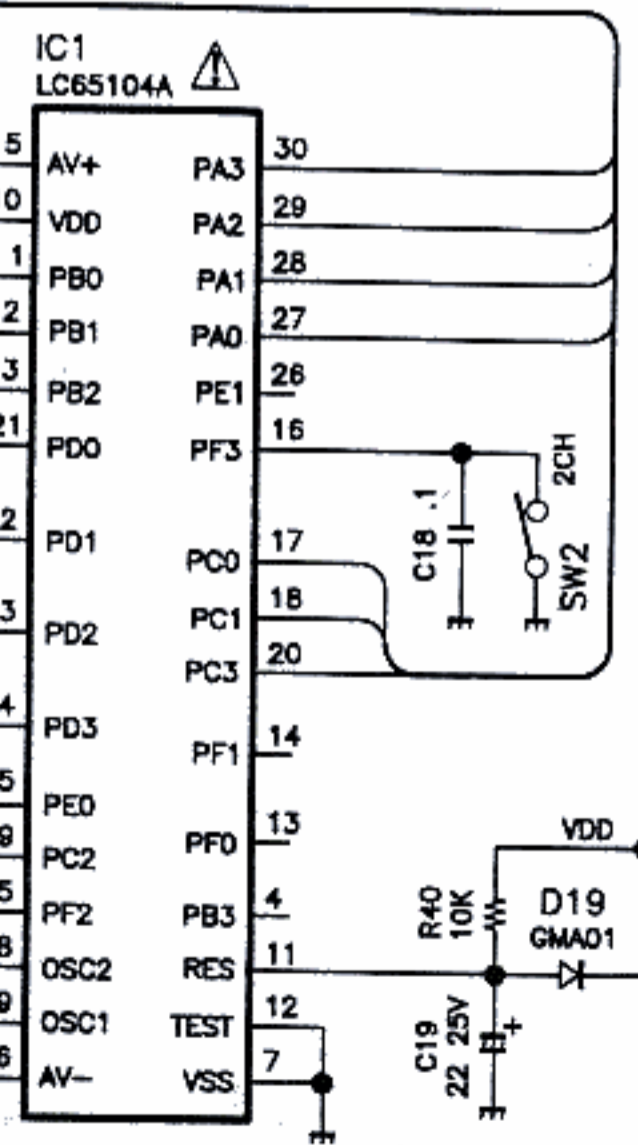 IC1
LC65104A
5 AV+ PA3 30
0 VDD PA2 29
1 PB0 PA1 28
2 PB1 PA0 27
3 PB2 PE1 26
21 PD0 PF3 16
C18 .1
2CH
SW2
2 PD1 PC0 17
PC1 18
3 PD2 PC3 20
4 PD3 PF1 14
5 PE0 PF0 13
9 PC2
5 PF2 PB3 4
8 OSC2 RES 11
9 OSC1 TEST 12
6 AV- VSS 7
VDD
R40
10K
D19
GMA01
C19
22 25V
+